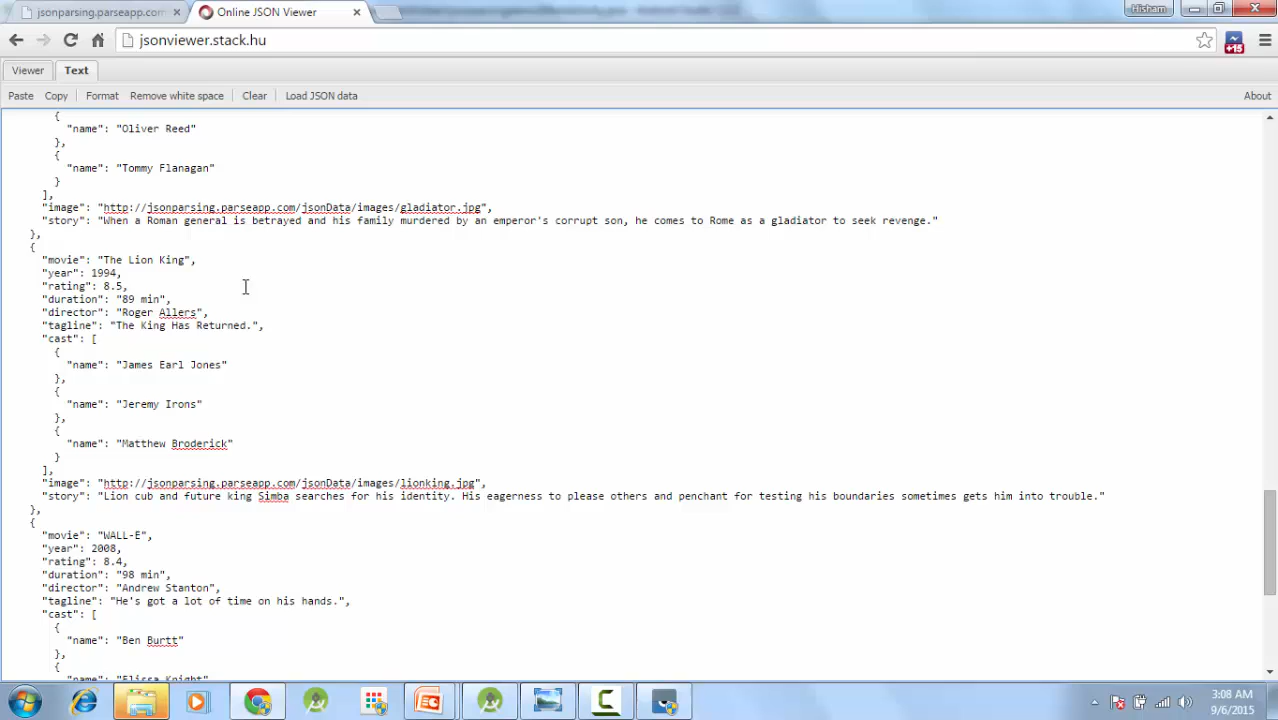 jsonparsing.parseapp.com
Online JSON Viewer
Hisham
jsonviewer.stack.hu
+15
Viewer
Text
Paste
Copy
Format
Remove white space
Clear
Load JSON data
About
{
"name": "Oliver Reed"
},
{
"name": "Tommy Flanagan"
}
],
"image": "http://jsonparsing.parseapp.com/jsonData/images/gladiator.jpg",
"story": "When a Roman general is betrayed and his family murdered by an emperor's corrupt son, he comes to Rome as a gladiator to seek revenge."
},
{
"movie": "The Lion King",
"year": 1994,
"rating": 8.5,
"duration": "89 min",
"director": "Roger Allers",
"tagline": "The King Has Returned.",
"cast": [
{
"name": "James Earl Jones"
},
{
"name": "Jeremy Irons"
},
{
"name": "Matthew Broderick"
}
],
"image": "http://jsonparsing.parseapp.com/jsonData/images/lionking.jpg",
"story": "Lion cub and future king Simba searches for his identity. His eagerness to please others and penchant for testing his boundaries sometimes gets him into trouble."
},
{
"movie": "WALL-E",
"year": 2008,
"rating": 8.4,
"duration": "98 min",
"director": "Andrew Stanton",
"tagline": "He's got a lot of time on his hands.",
"cast": [
{
"name": "Ben Burtt"
},
{
"name": "Elissa Knight"
3:08 AM
9/6/2015